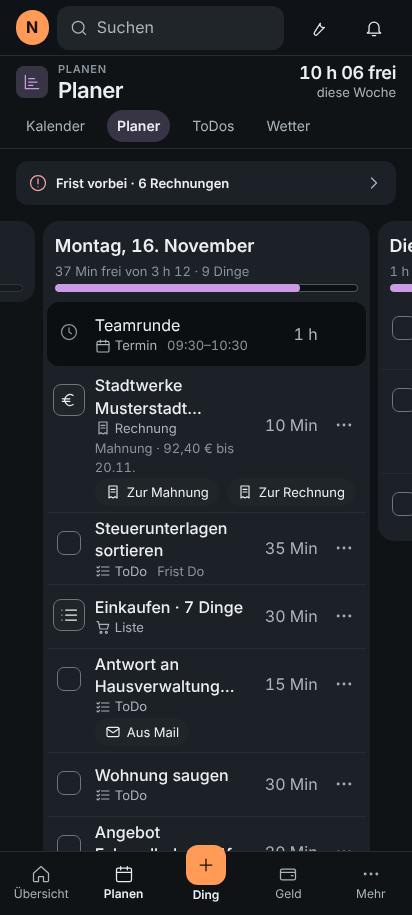 N
Suchen
PLANEN
Planer
10 h 06 frei
diese Woche
Kalender Planer ToDos Wetter
Frist vorbei · 6 Rechnungen
Montag, 16. November
37 Min frei von 3 h 12 · 9 Dinge
Teamrunde
Termin 09:30–10:30
1 h
Stadtwerke
Musterstadt…
Rechnung
Mahnung · 92,40 € bis
20.11.
10 Min
Zur Mahnung Zur Rechnung
Steuerunterlagen
sortieren
ToDo Frist Do
35 Min
Einkaufen · 7 Dinge
Liste
30 Min
Antwort an
Hausverwaltung…
ToDo
15 Min
Aus Mail
Wohnung saugen
ToDo
30 Min
Angebot
Die
1 h
Übersicht Planen Ding Geld Mehr